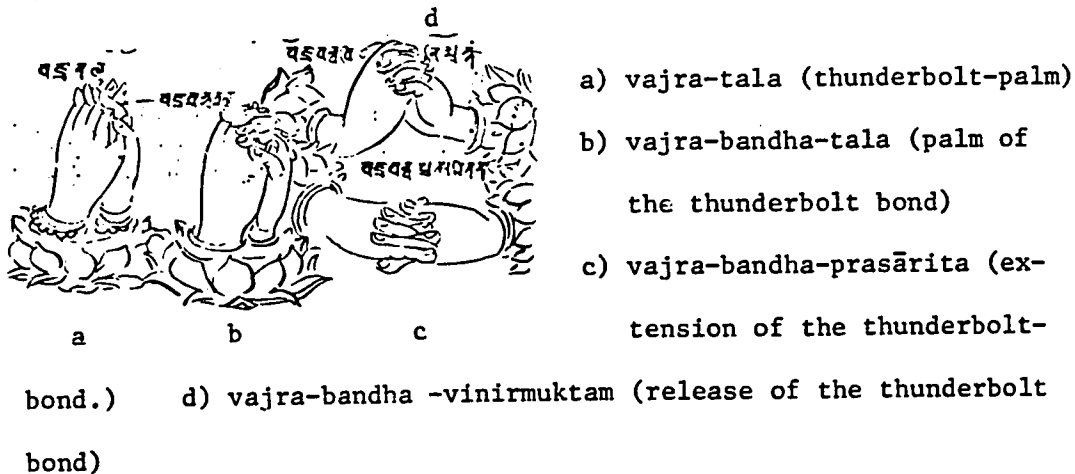 d
a) vajra-tala (thunderbolt-palm)
b) vajra-bandha-tala (palm of
the thunderbolt bond)
c) vajra-bandha-prasārita (ex-
tension of the thunderbolt-
a b c
bond.) d) vajra-bandha -vinirmuktam (release of the thunderbolt
bond)